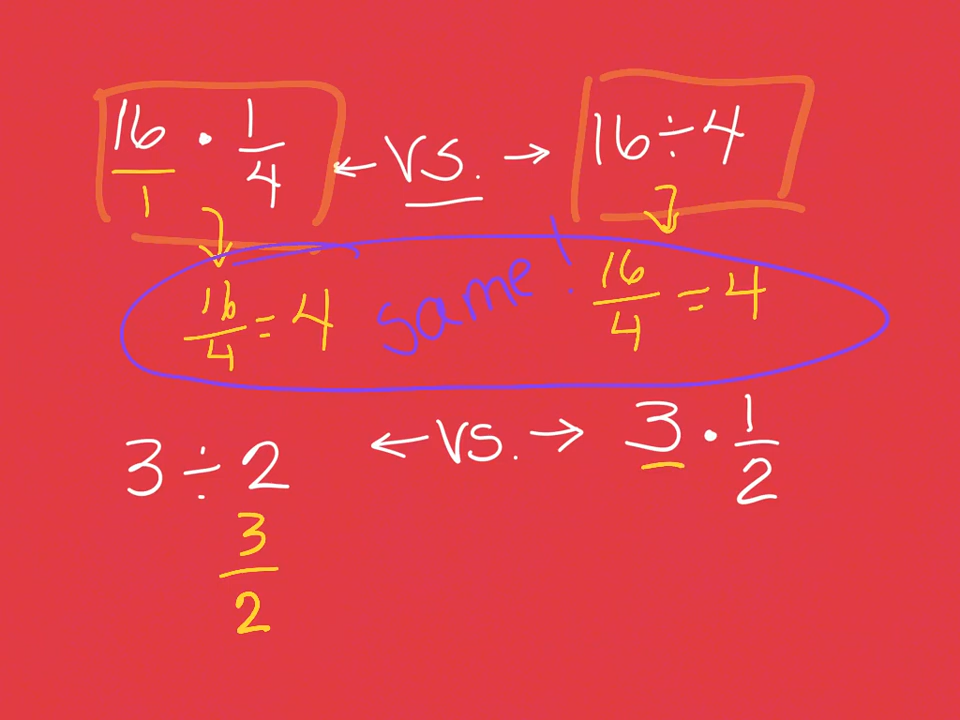 16/1 · 1/4 ← VS. → 16÷4
16/4 = 4 same! 16/4 = 4
3 ÷ 2 ← VS. → 3 · 1/2
3/2